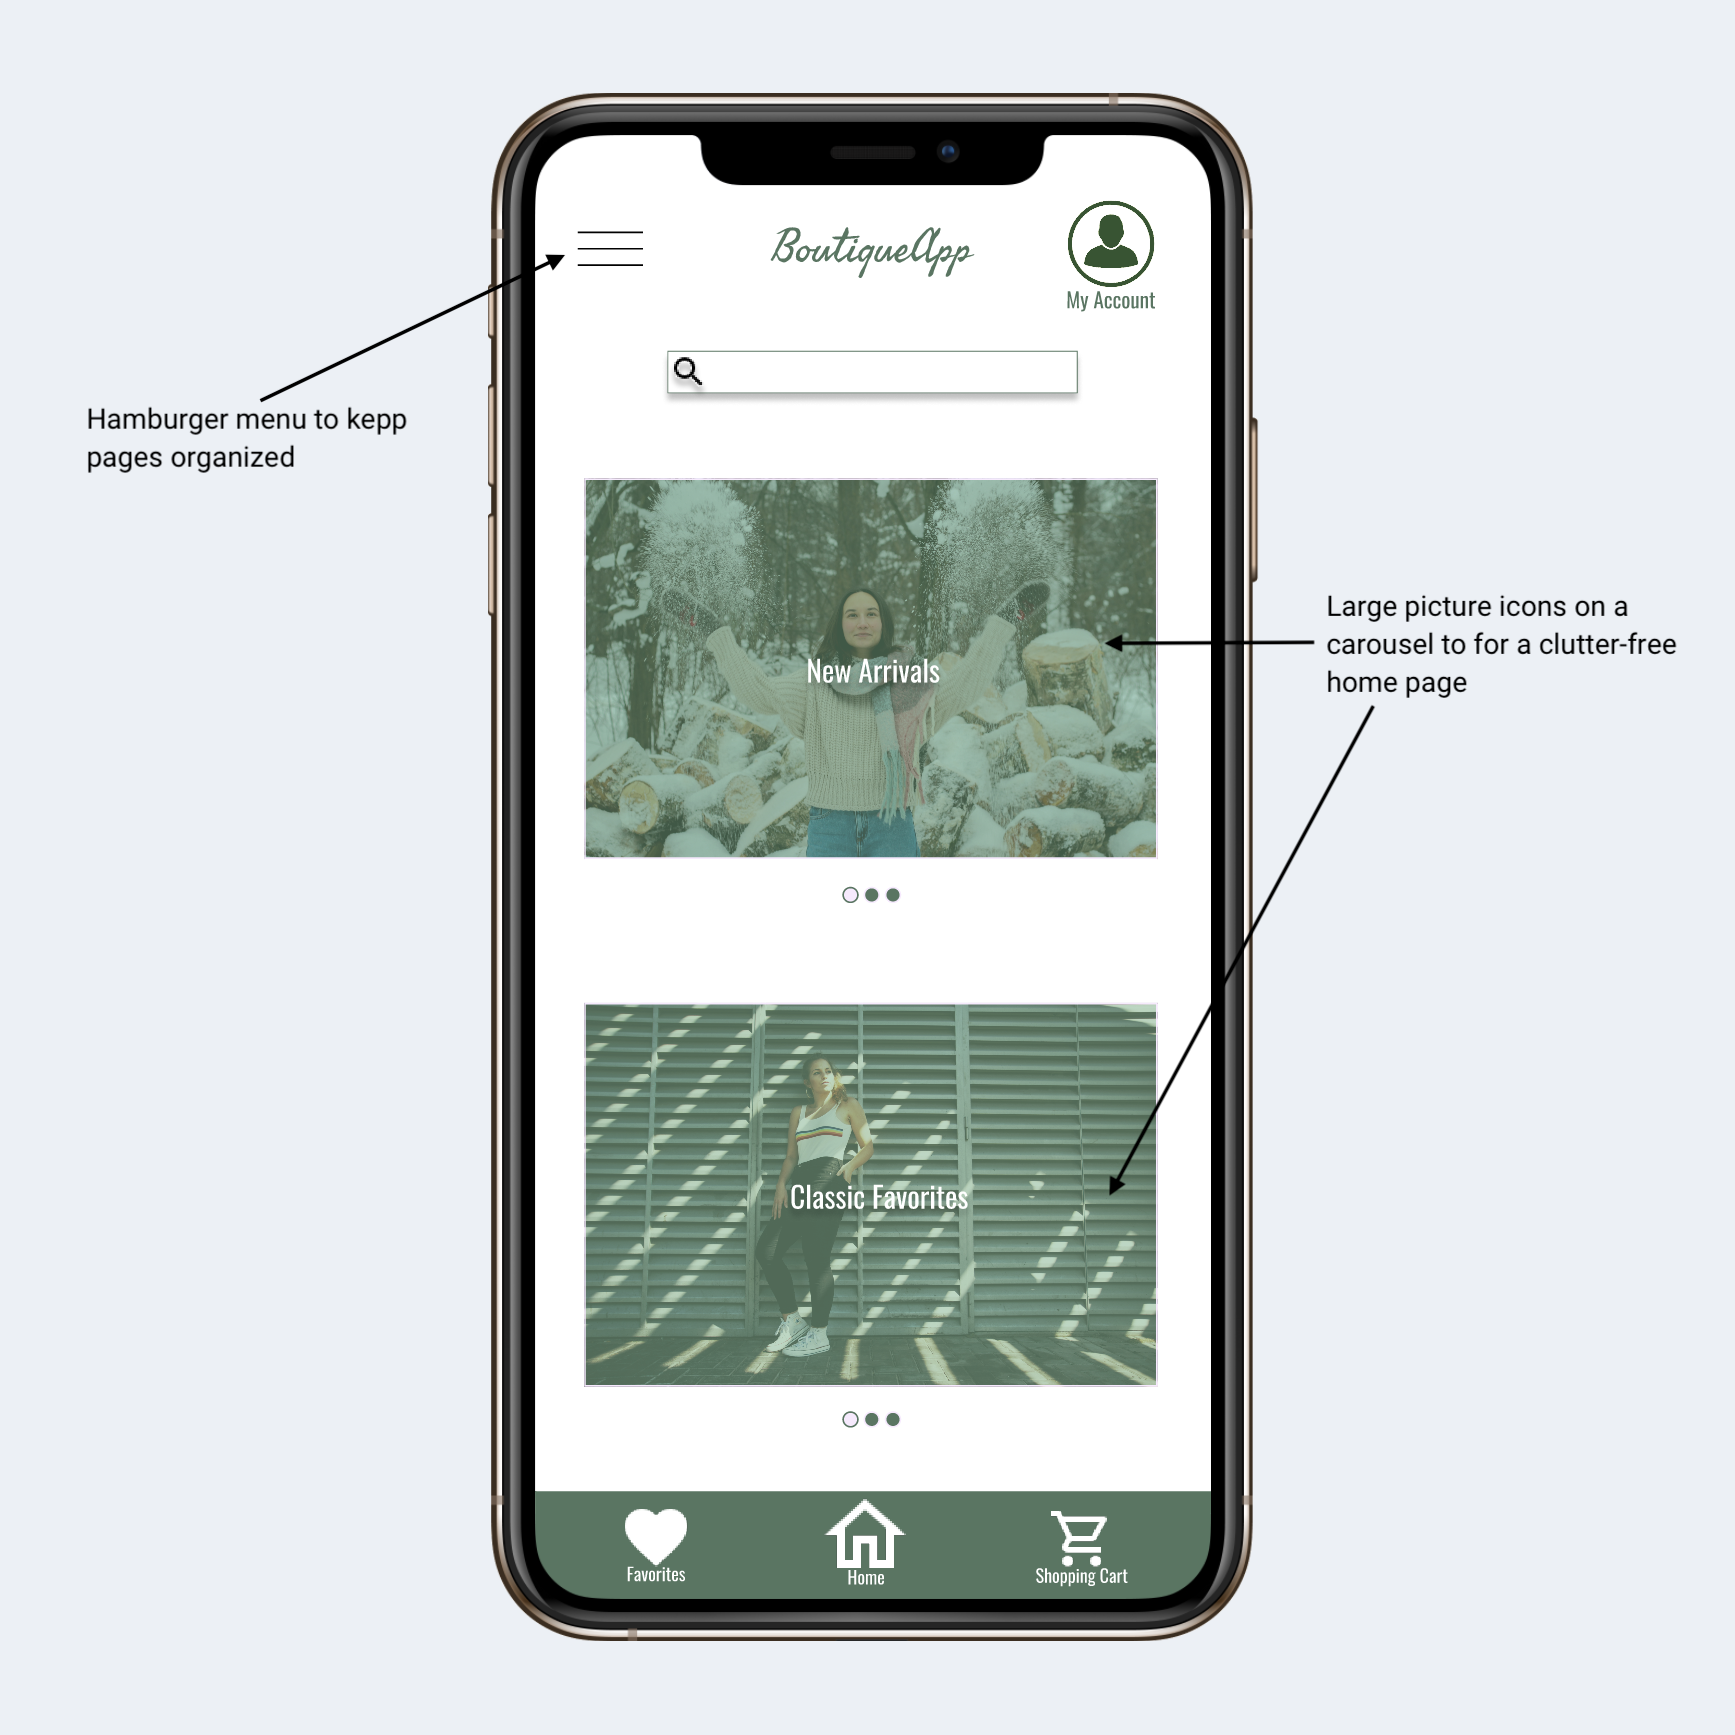 BoutiqueApp
My Account
Hamburger menu to kepp
pages organized
Large picture icons on a
carousel to for a clutter-free
home page
New Arrivals
Classic Favorites
Favorites
Home
Shopping Cart